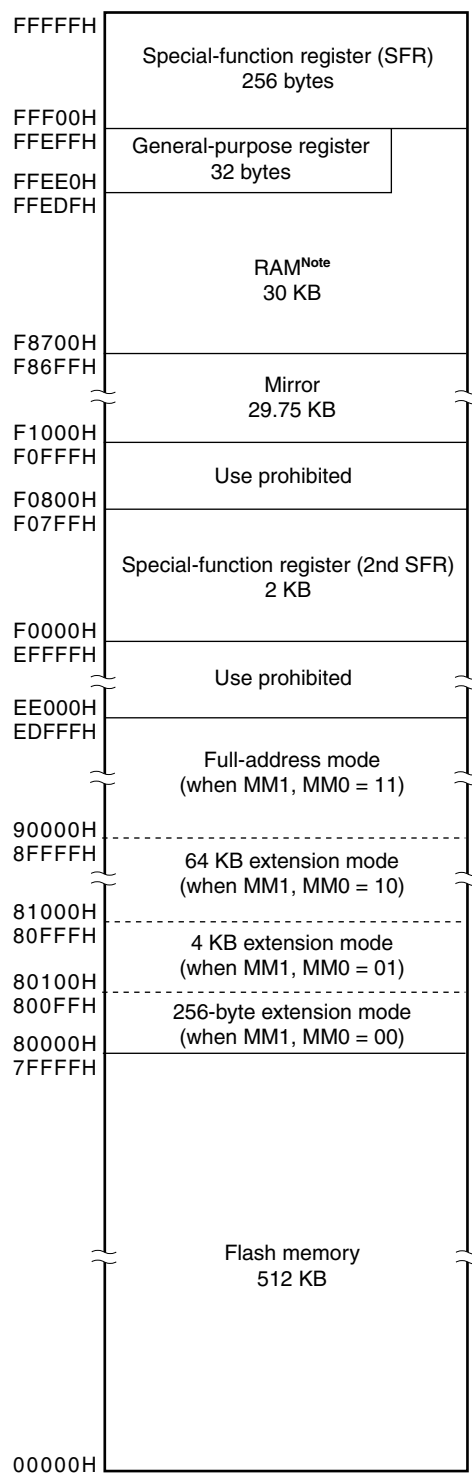 FFFFFH
Special-function register (SFR)
256 bytes
FFF00H
FFEFFH
General-purpose register
32 bytes
FFEE0H
FFEDFH
RAMNote
30 KB
F8700H
F86FFH
Mirror
29.75 KB
F1000H
F0FFFH
Use prohibited
F0800H
F07FFH
Special-function register (2nd SFR)
2 KB
F0000H
EFFFFH
Use prohibited
EE000H
EDFFFH
Full-address mode
(when MM1, MM0 = 11)
90000H
8FFFFH
64 KB extension mode
(when MM1, MM0 = 10)
81000H
80FFFH
4 KB extension mode
(when MM1, MM0 = 01)
80100H
800FFH
256-byte extension mode
(when MM1, MM0 = 00)
80000H
7FFFFH
Flash memory
512 KB
00000H